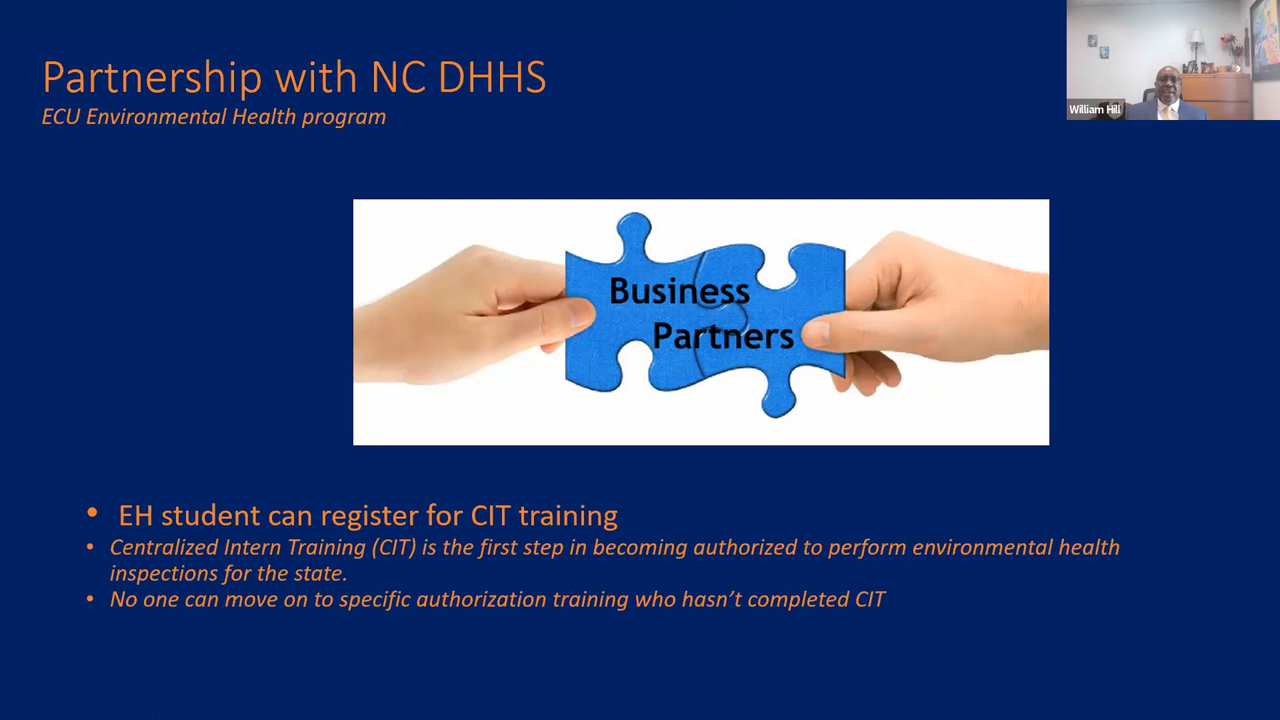 Partnership with NC DHHS
ECU Environmental Health program
William Hill
Business
Partners
• EH student can register for CIT training
• Centralized Intern Training (CIT) is the first step in becoming authorized to perform environmental health
inspections for the state.
• No one can move on to specific authorization training who hasn’t completed CIT